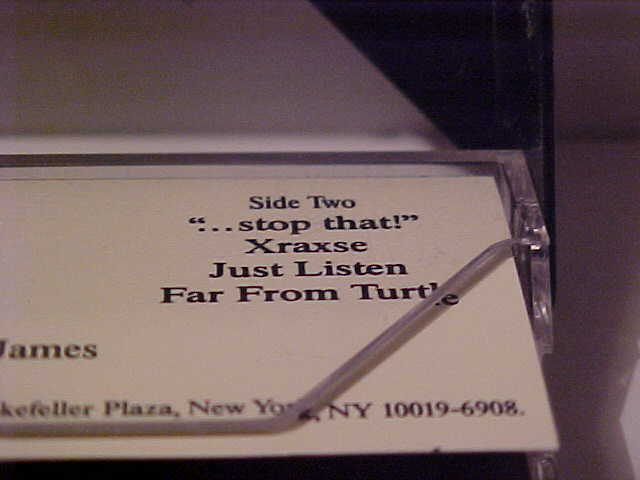 Side Two
“...stop that!”
Xraxse
Just Listen
Far From Turtle
James
kefeller Plaza, New York, NY 10019-6908.